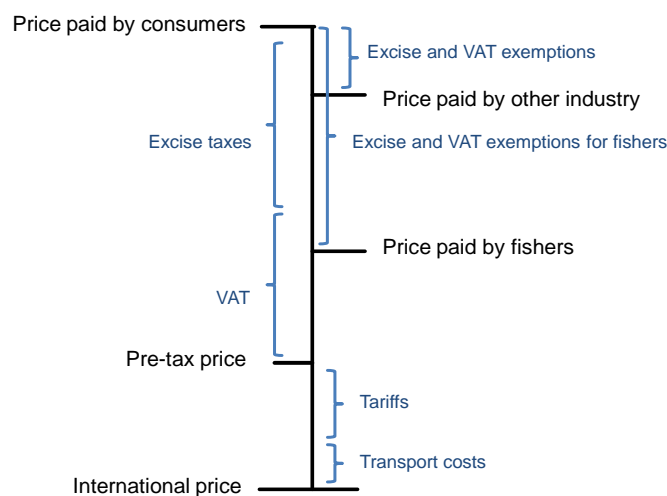 Price paid by consumers
Excise and VAT exemptions
Price paid by other industry
Excise taxes
Excise and VAT exemptions for fishers
Price paid by fishers
VAT
Pre-tax price
Tariffs
Transport costs
International price